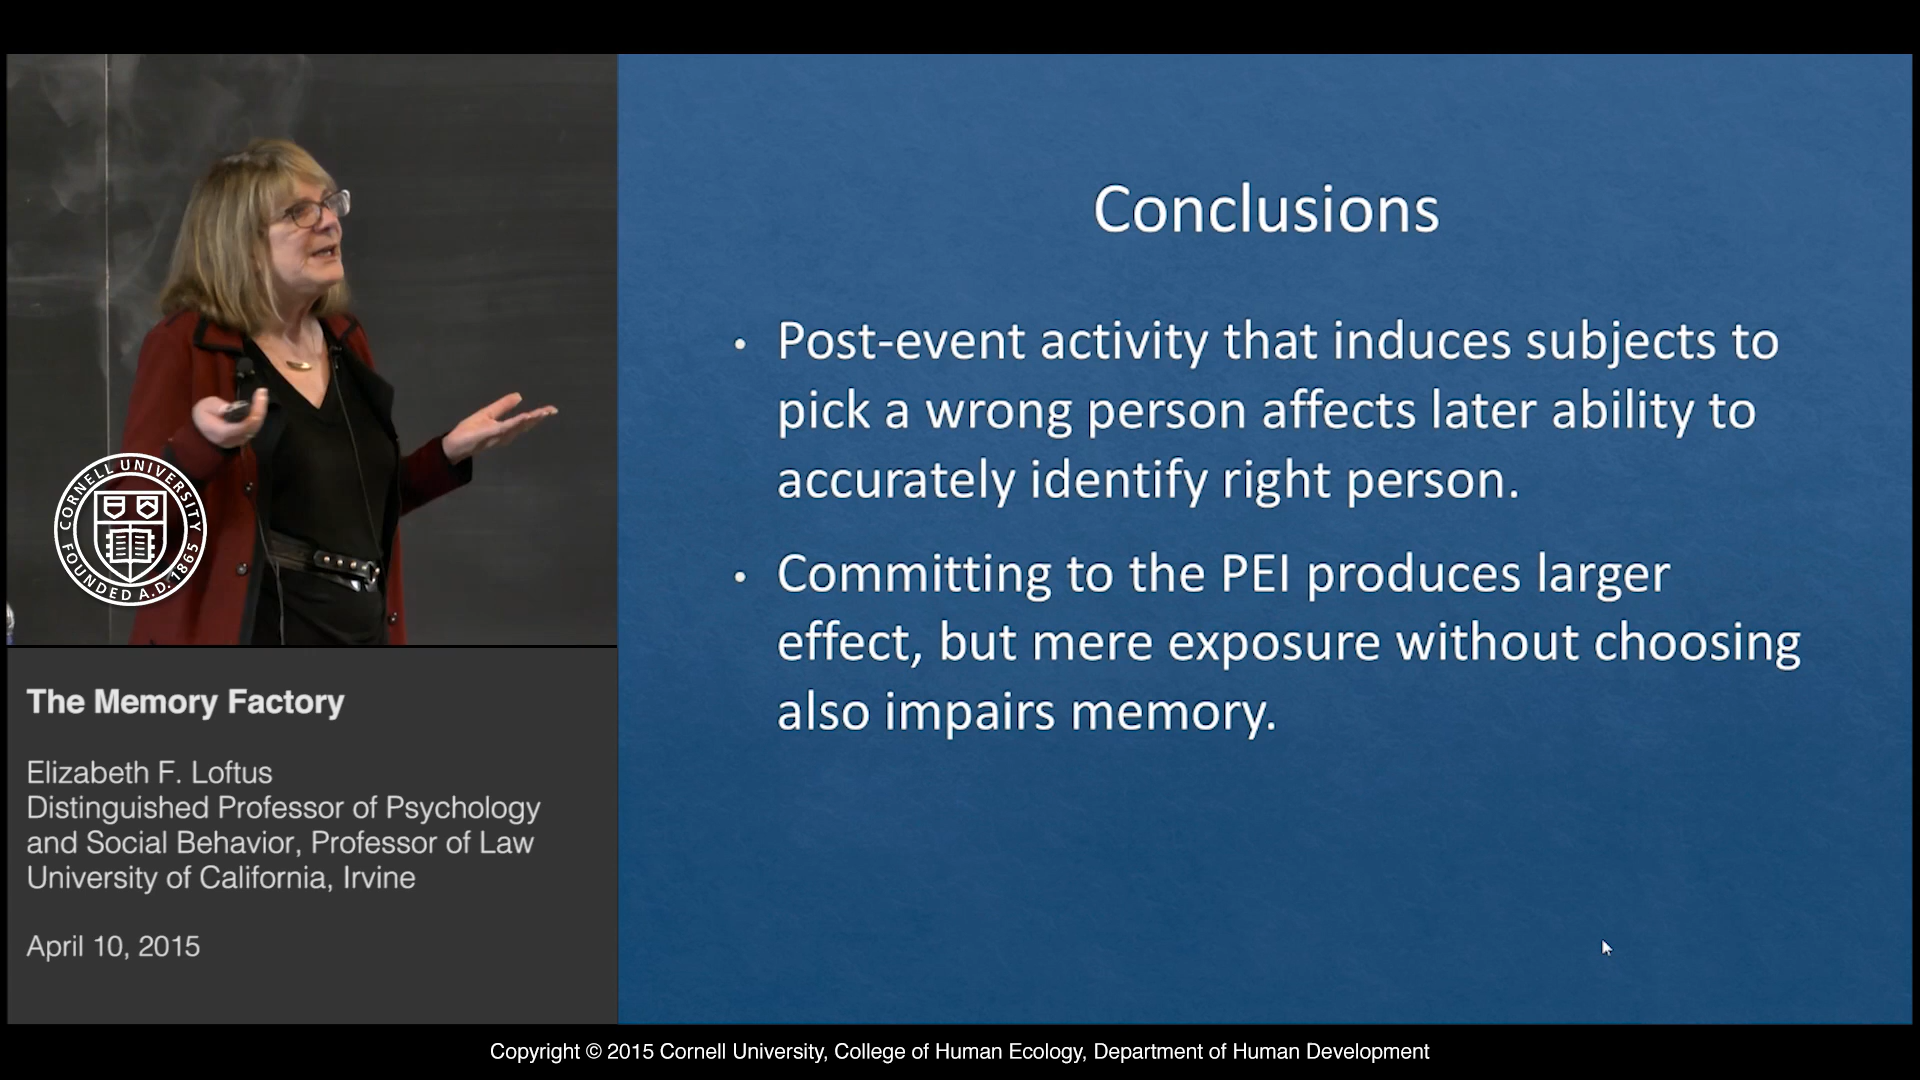 Conclusions
• Post-event activity that induces subjects to
pick a wrong person affects later ability to
accurately identify right person.
• Committing to the PEI produces larger
effect, but mere exposure without choosing
also impairs memory.
CORNELL UNIVERSITY
FOUNDED A.D. 1865
The Memory Factory
Elizabeth F. Loftus
Distinguished Professor of Psychology
and Social Behavior, Professor of Law
University of California, Irvine
April 10, 2015
Copyright © 2015 Cornell University, College of Human Ecology, Department of Human Development